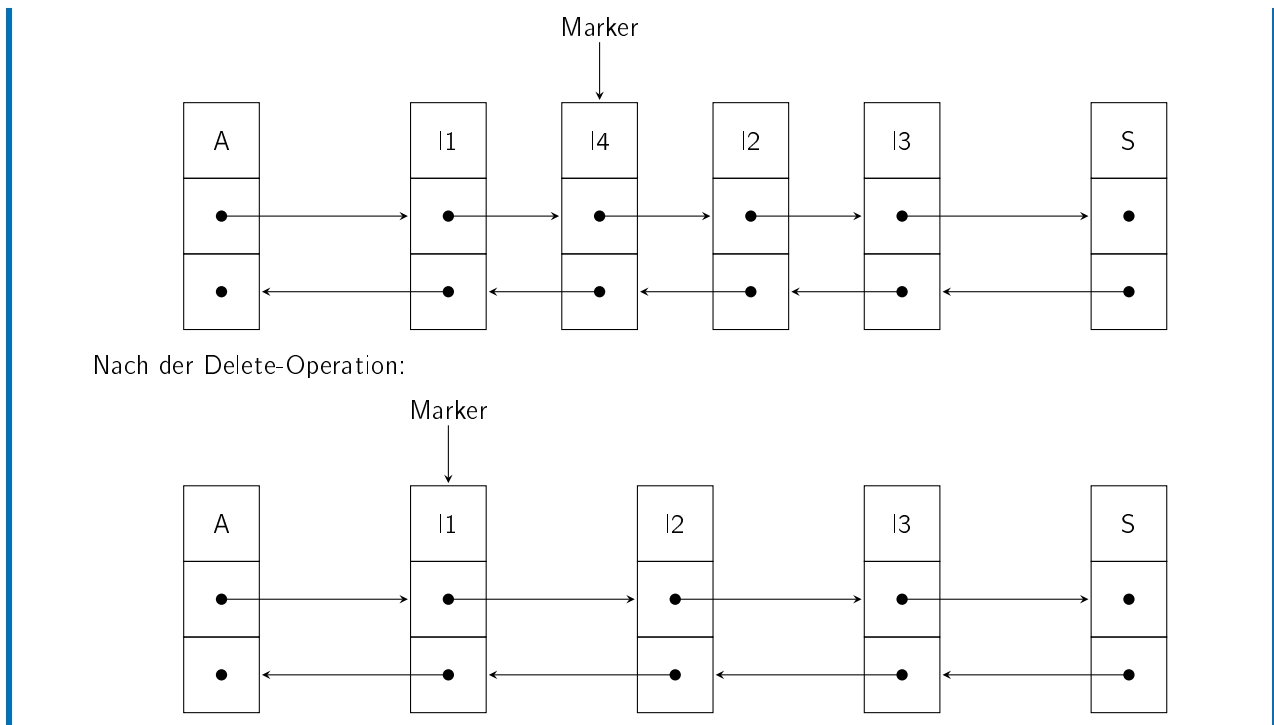 Marker
A I1 I4 I2 I3 S
Nach der Delete-Operation:
Marker
A I1 I2 I3 S